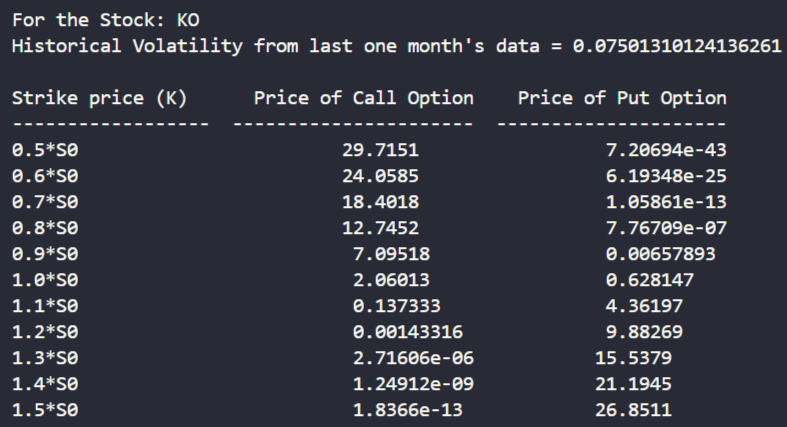 For the Stock: KO
Historical Volatility from last one month's data = 0.07501310124136261
Strike price (K) Price of Call Option Price of Put Option
------------------ ---------------------- ---------------------
0.5*S0 29.7151 7.20694e-43
0.6*S0 24.0585 6.19348e-25
0.7*S0 18.4018 1.05861e-13
0.8*S0 12.7452 7.76709e-07
0.9*S0 7.09518 0.00657893
1.0*S0 2.06013 0.628147
1.1*S0 0.137333 4.36197
1.2*S0 0.00143316 9.88269
1.3*S0 2.71606e-06 15.5379
1.4*S0 1.24912e-09 21.1945
1.5*S0 1.8366e-13 26.8511